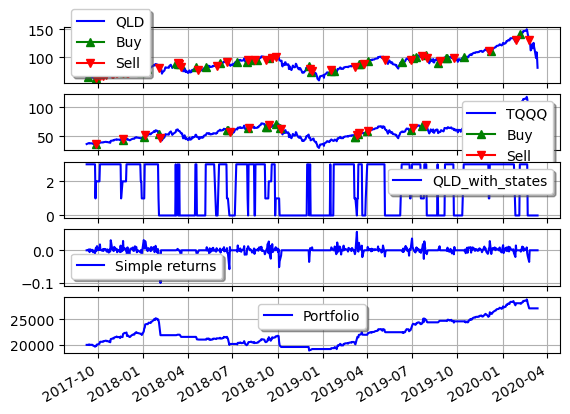 QLD
Buy
Sell
150
100
TQQQ
Buy
Sell
100
50
QLD_with_states
2
0
Simple returns
0.0
−0.1
Portfolio
25000
20000
2017-10
2018-01
2018-04
2018-07
2018-10
2019-01
2019-04
2019-07
2019-10
2020-01
2020-04